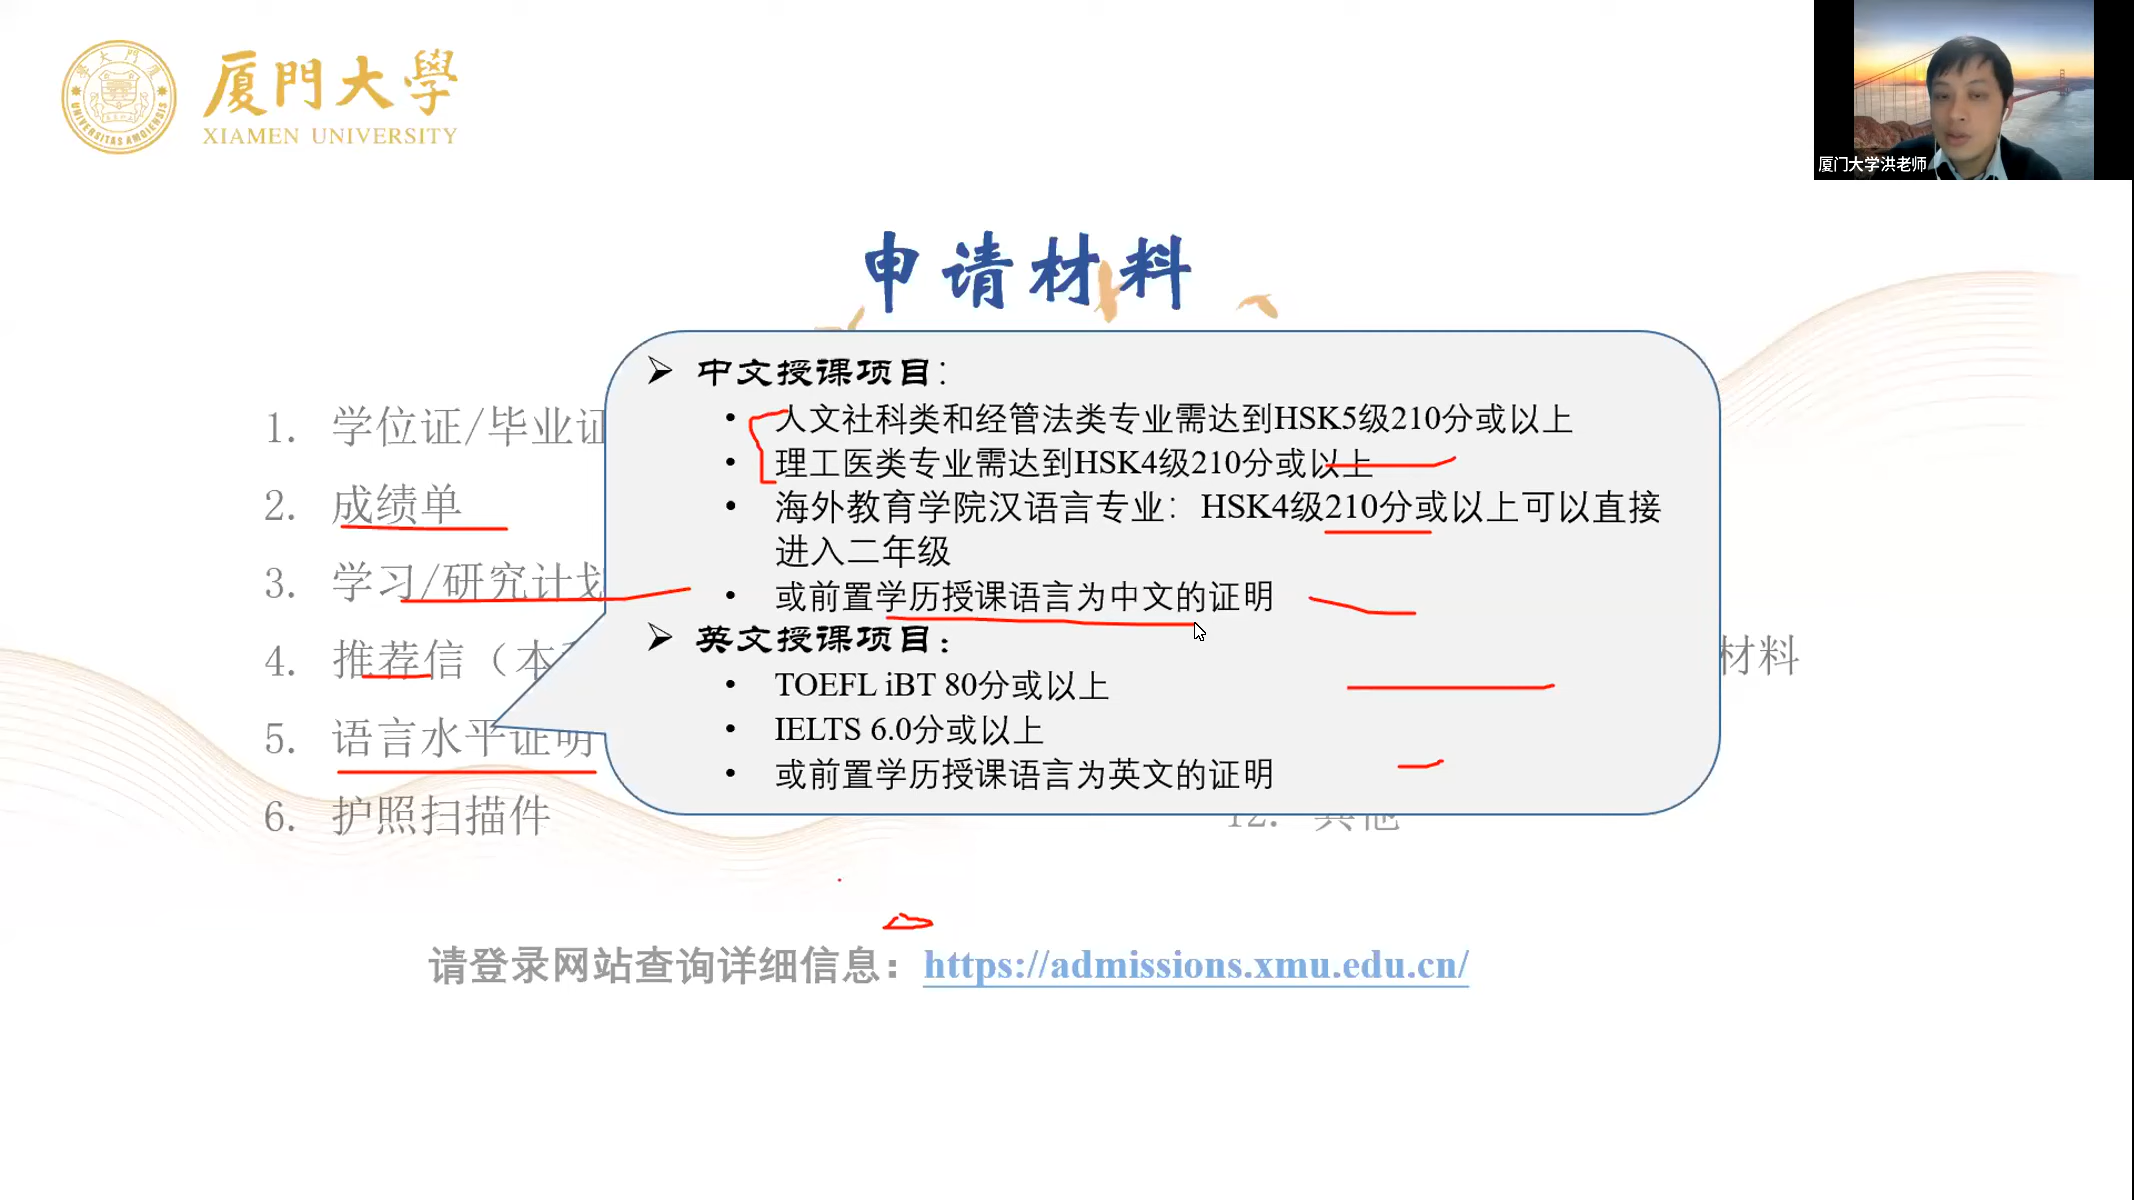 厦門大學
XIAMEN UNIVERSITY
UNIVERSITAS AMOIENSIS
厦门大学洪老师
申请材料
1. 学位证/毕业证
2. 成绩单
3. 学习/研究计划
4. 推荐信（本
5. 语言水平证明
6. 护照扫描件
材料
12. 其他
➢ 中文授课项目：
• 人文社科类和经管法类专业需达到HSK5级210分或以上
• 理工医类专业需达到HSK4级210分或以上
• 海外教育学院汉语言专业：HSK4级210分或以上可以直接
进入二年级
• 或前置学历授课语言为中文的证明
➢ 英文授课项目：
• TOEFL iBT 80分或以上
• IELTS 6.0分或以上
• 或前置学历授课语言为英文的证明
请登录网站查询详细信息：https://admissions.xmu.edu.cn/